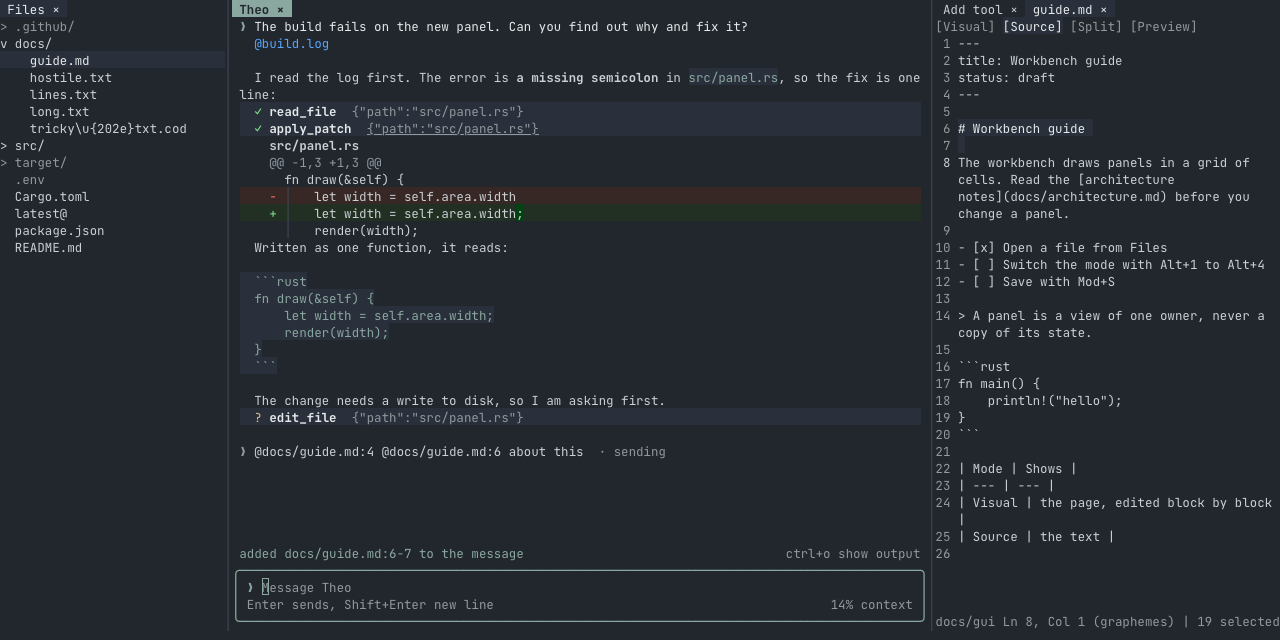 Files ×
> .github/
v docs/
guide.md
hostile.txt
lines.txt
long.txt
tricky\u{202e}txt.cod
> src/
> target/
.env
Cargo.toml
latest@
package.json
README.md
Theo ×
❯ The build fails on the new panel. Can you find out why and fix it?
@build.log
I read the log first. The error is a missing semicolon in src/panel.rs, so the fix is one
line:
✓ read_file {"path":"src/panel.rs"}
✓ apply_patch {"path":"src/panel.rs"}
src/panel.rs
@@ -1,3 +1,3 @@
fn draw(&self) {
- let width = self.area.width
+ let width = self.area.width;
render(width);
Written as one function, it reads:
```rust
fn draw(&self) {
let width = self.area.width;
render(width);
}
```
The change needs a write to disk, so I am asking first.
? edit_file {"path":"src/panel.rs"}
❯ @docs/guide.md:4 @docs/guide.md:6 about this · sending
added docs/guide.md:6-7 to the message ctrl+o show output
❯ Message Theo
Enter sends, Shift+Enter new line 14% context
Add tool × guide.md ×
[Visual] [Source] [Split] [Preview]
1 ---
2 title: Workbench guide
3 status: draft
4 ---
5
6 # Workbench guide
7
8 The workbench draws panels in a grid of
cells. Read the [architecture
notes](docs/architecture.md) before you
change a panel.
9
10 - [x] Open a file from Files
11 - [ ] Switch the mode with Alt+1 to Alt+4
12 - [ ] Save with Mod+S
13
14 > A panel is a view of one owner, never a
copy of its state.
15
16 ```rust
17 fn main() {
18 println!("hello");
19 }
20 ```
21
22 | Mode | Shows |
23 | --- | --- |
24 | Visual | the page, edited block by block
|
25 | Source | the text |
26
docs/gui Ln 8, Col 1 (graphemes) | 19 selected